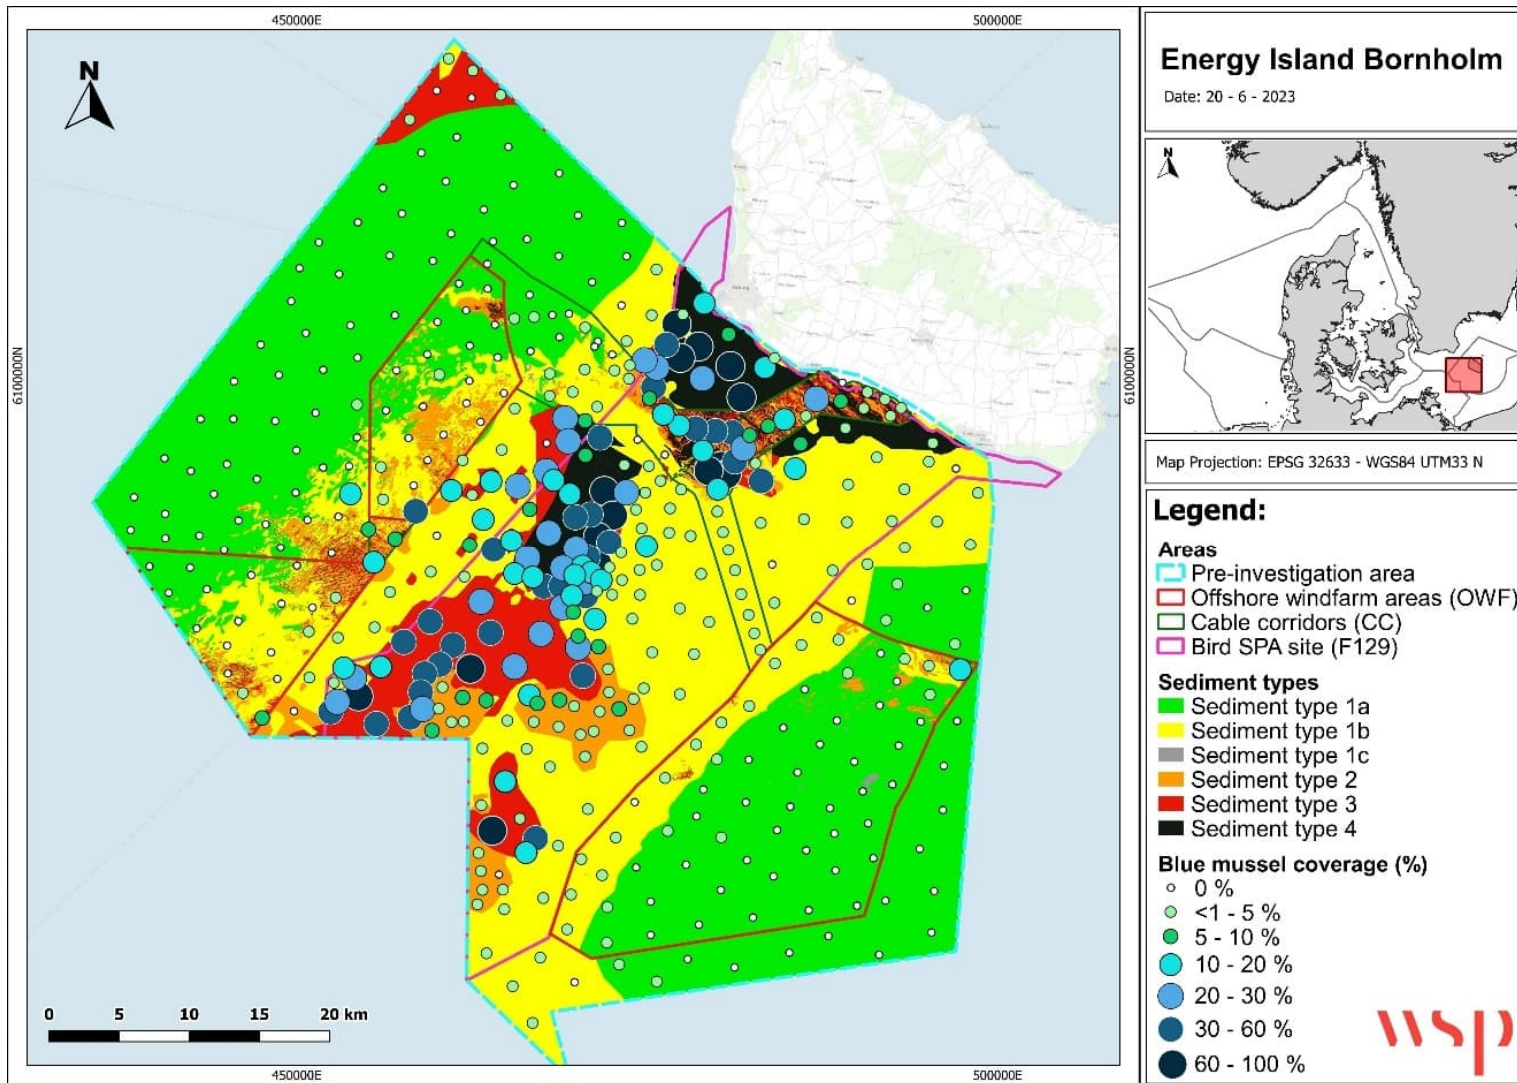 450000E
500000E
6100000N
6100000N
N
0 5 10 15 20 km
450000E
500000E
Energy Island Bornholm
Date: 20 - 6 - 2023
N
Map Projection: EPSG 32633 - WGS84 UTM33 N
Legend:
Areas
Pre-investigation area
Offshore windfarm areas (OWF)
Cable corridors (CC)
Bird SPA site (F129)
Sediment types
Sediment type 1a
Sediment type 1b
Sediment type 1c
Sediment type 2
Sediment type 3
Sediment type 4
Blue mussel coverage (%)
0 %
<1 - 5 %
5 - 10 %
10 - 20 %
20 - 30 %
30 - 60 %
60 - 100 %
wsp